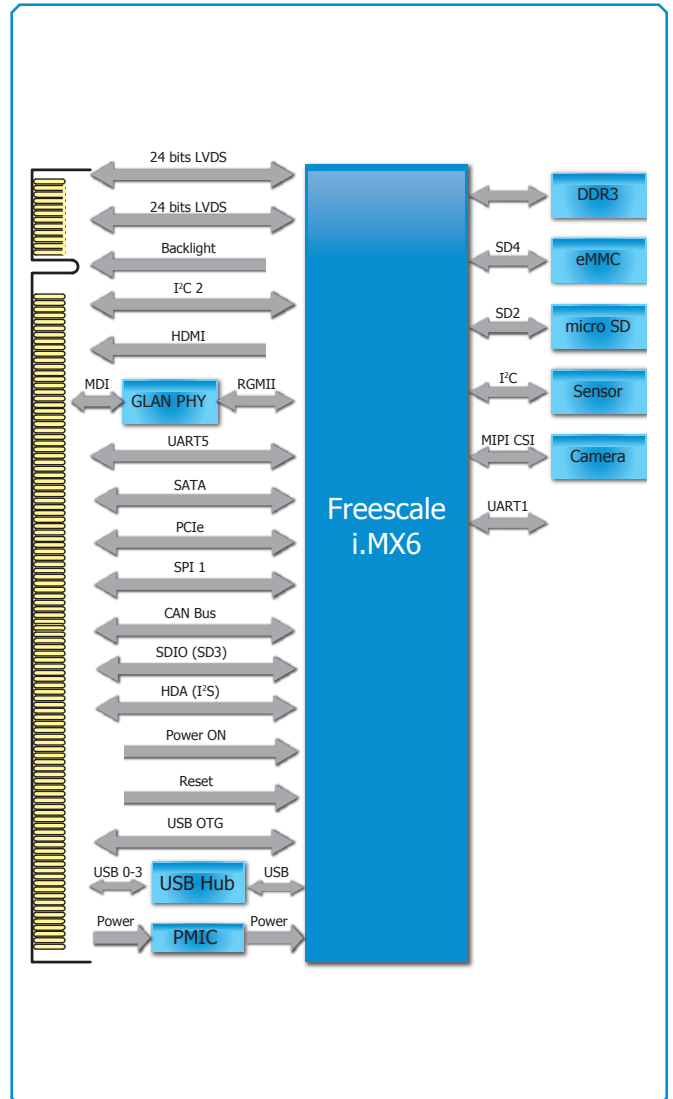 24 bits LVDS
24 bits LVDS
Backlight
I²C 2
HDMI
MDI
GLAN PHY
RGMII
UART5
SATA
PCIe
SPI 1
CAN Bus
SDIO (SD3)
HDA (I²S)
Power ON
Reset
USB OTG
USB 0-3
USB Hub
USB
Power
PMIC
Power
Freescale
i.MX6
DDR3
SD4
eMMC
SD2
micro SD
I²C
Sensor
MIPI CSI
Camera
UART1